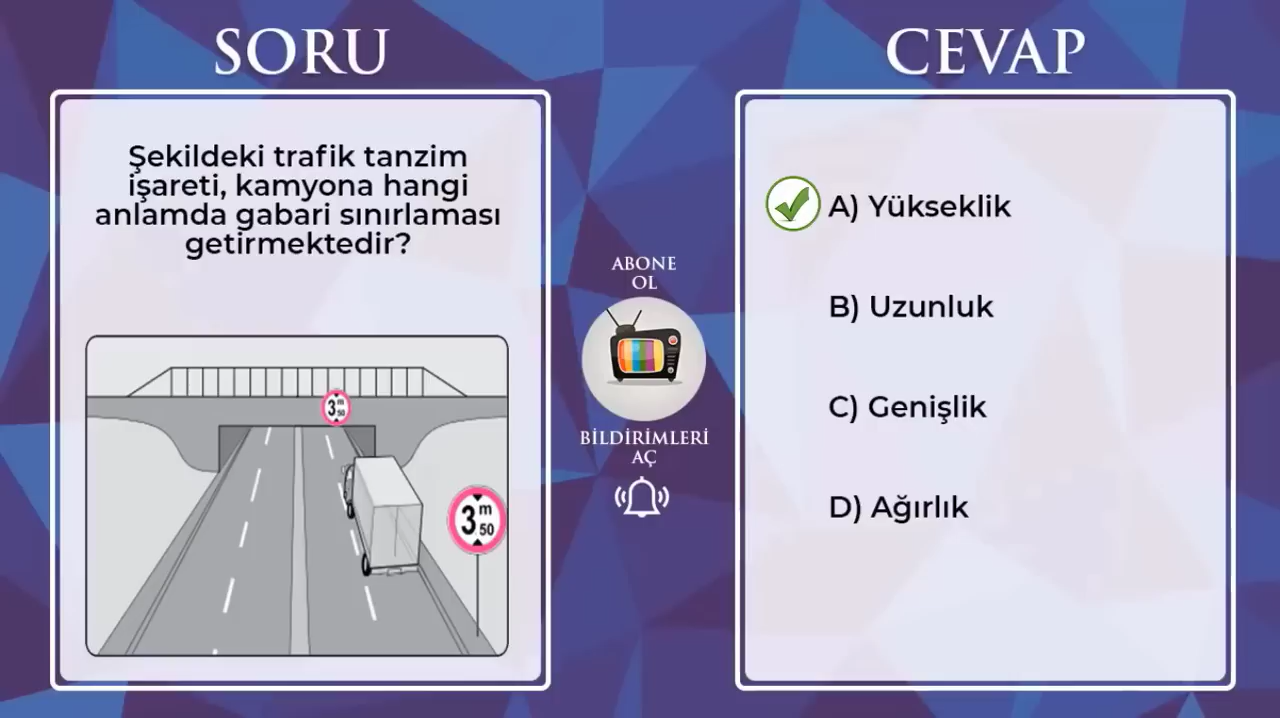 SORU
Şekildeki trafik tanzim
işareti, kamyona hangi
anlamda gabari sınırlaması
getirmektedir?
3 m 50
3 m 50
ABONE
OL
BİLDİRİMLERİ
AÇ
CEVAP
A) Yükseklik
B) Uzunluk
C) Genişlik
D) Ağırlık